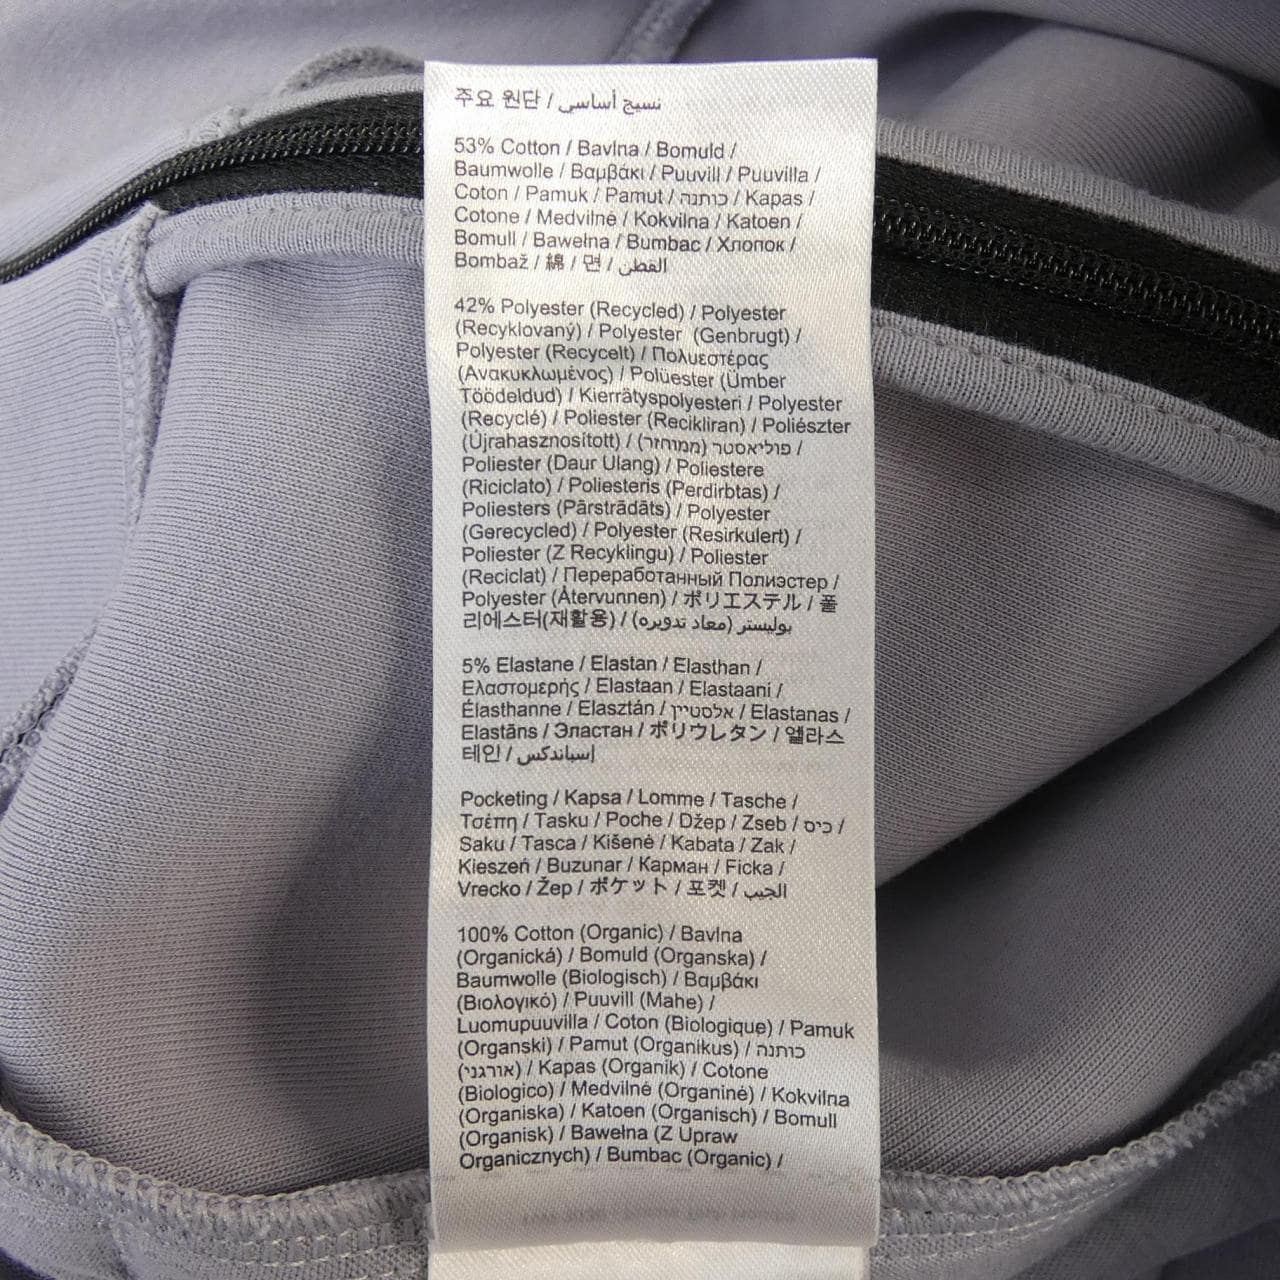 주요 원단 / نسيج أساسي
53% Cotton / Bavlna / Bomuld /
Baumwolle / Βαμβάκι / Puuvill / Puuvilla /
Coton / Pamuk / Pamut / כותנה / Kapas /
Cotone / Medvilnė / Kokvilna / Katoen /
Bomull / Bawełna / Bumbac / Хлопок /
Bombaž / 綿 / 면 / القطن
42% Polyester (Recycled) / Polyester
(Recyklovaný) / Polyester (Genbrugt) /
Polyester (Recycelt) / Πολυεστέρας
(Ανακυκλωμένος) / Polüester (Ümber
Töödeldud) / Kierrätyspolyesteri / Polyester
(Recyclé) / Poliester (Recikliran) / Poliészter
(Újrahasznosított) / פוליאסטר (ממוחזר) /
Poliester (Daur Ulang) / Poliestere
(Riciclato) / Poliesteris (Perdirbtas) /
Poliesters (Pārstrādāts) / Polyester
(Gerecycled) / Polyester (Resirkulert) /
Poliester (Z Recyklingu) / Poliester
(Reciclat) / Переработанный Полиэстер /
Polyester (Återvunnen) / ポリエステル / 폴
리에스터(재활용) / بوليستر (معاد تدويره)
5% Elastane / Elastan / Elasthan /
Ελαστομερής / Elastaan / Elastaani /
Élasthanne / Elasztán / אלסטיין / Elastanas /
Elastāns / Эластан / ポリウレタン / 엘라스
테인 / إسباندكس
Pocketing / Kapsa / Lomme / Tasche /
Τσέπη / Tasku / Poche / Džep / Zseb / כיס /
Saku / Tasca / Kišenė / Kabata / Zak /
Kieszeń / Buzunar / Карман / Ficka /
Vrecko / Žep / ポケット / 포켓 / الجيب
100% Cotton (Organic) / Bavlna
(Organická) / Bomuld (Organska) /
Baumwolle (Biologisch) / Βαμβάκι
(Βιολογικό) / Puuvill (Mahe) /
Luomupuuvilla / Coton (Biologique) / Pamuk
(Organski) / Pamut (Organikus) / כותנה
(אורגני) / Kapas (Organik) / Cotone
(Biologico) / Medvilnė (Organinė) / Kokvilna
(Organiska) / Katoen (Organisch) / Bomull
(Organisk) / Bawełna (Z Upraw
Organicznych) / Bumbac (Organic) /